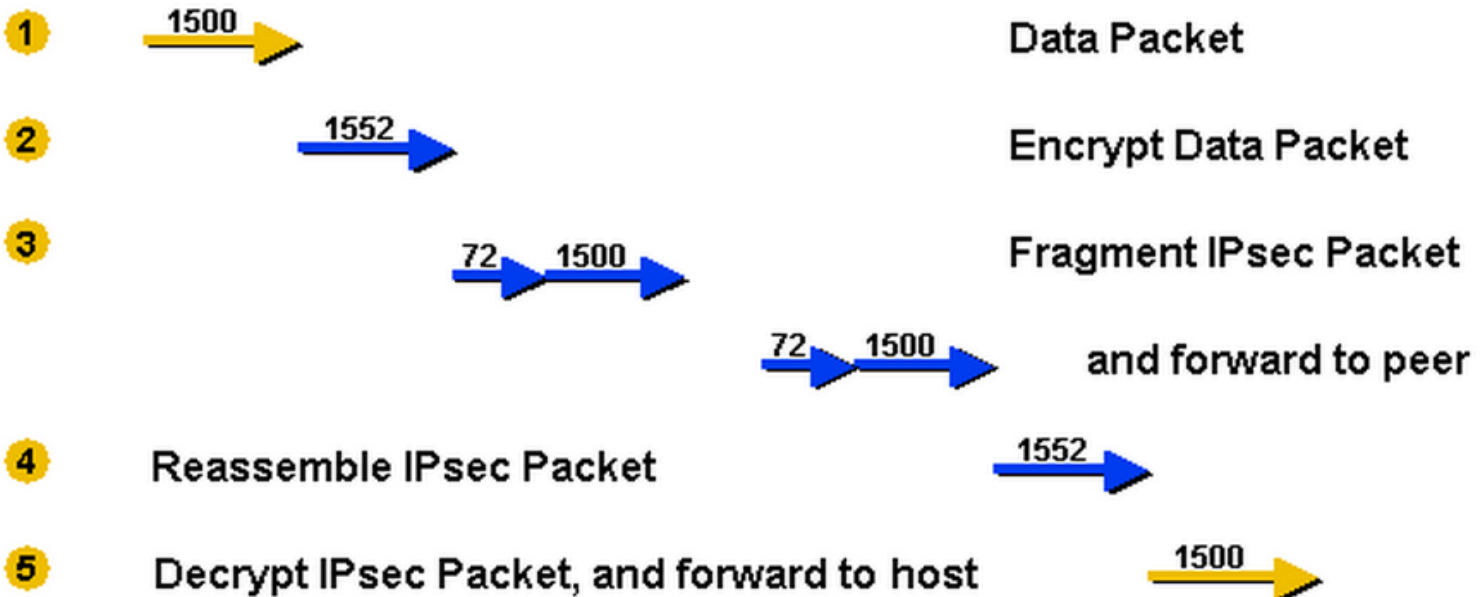 1 1500 Data Packet
2 1552 Encrypt Data Packet
3 72 1500 Fragment IPsec Packet
72 1500 and forward to peer
4 Reassemble IPsec Packet 1552
5 Decrypt IPsec Packet, and forward to host 1500